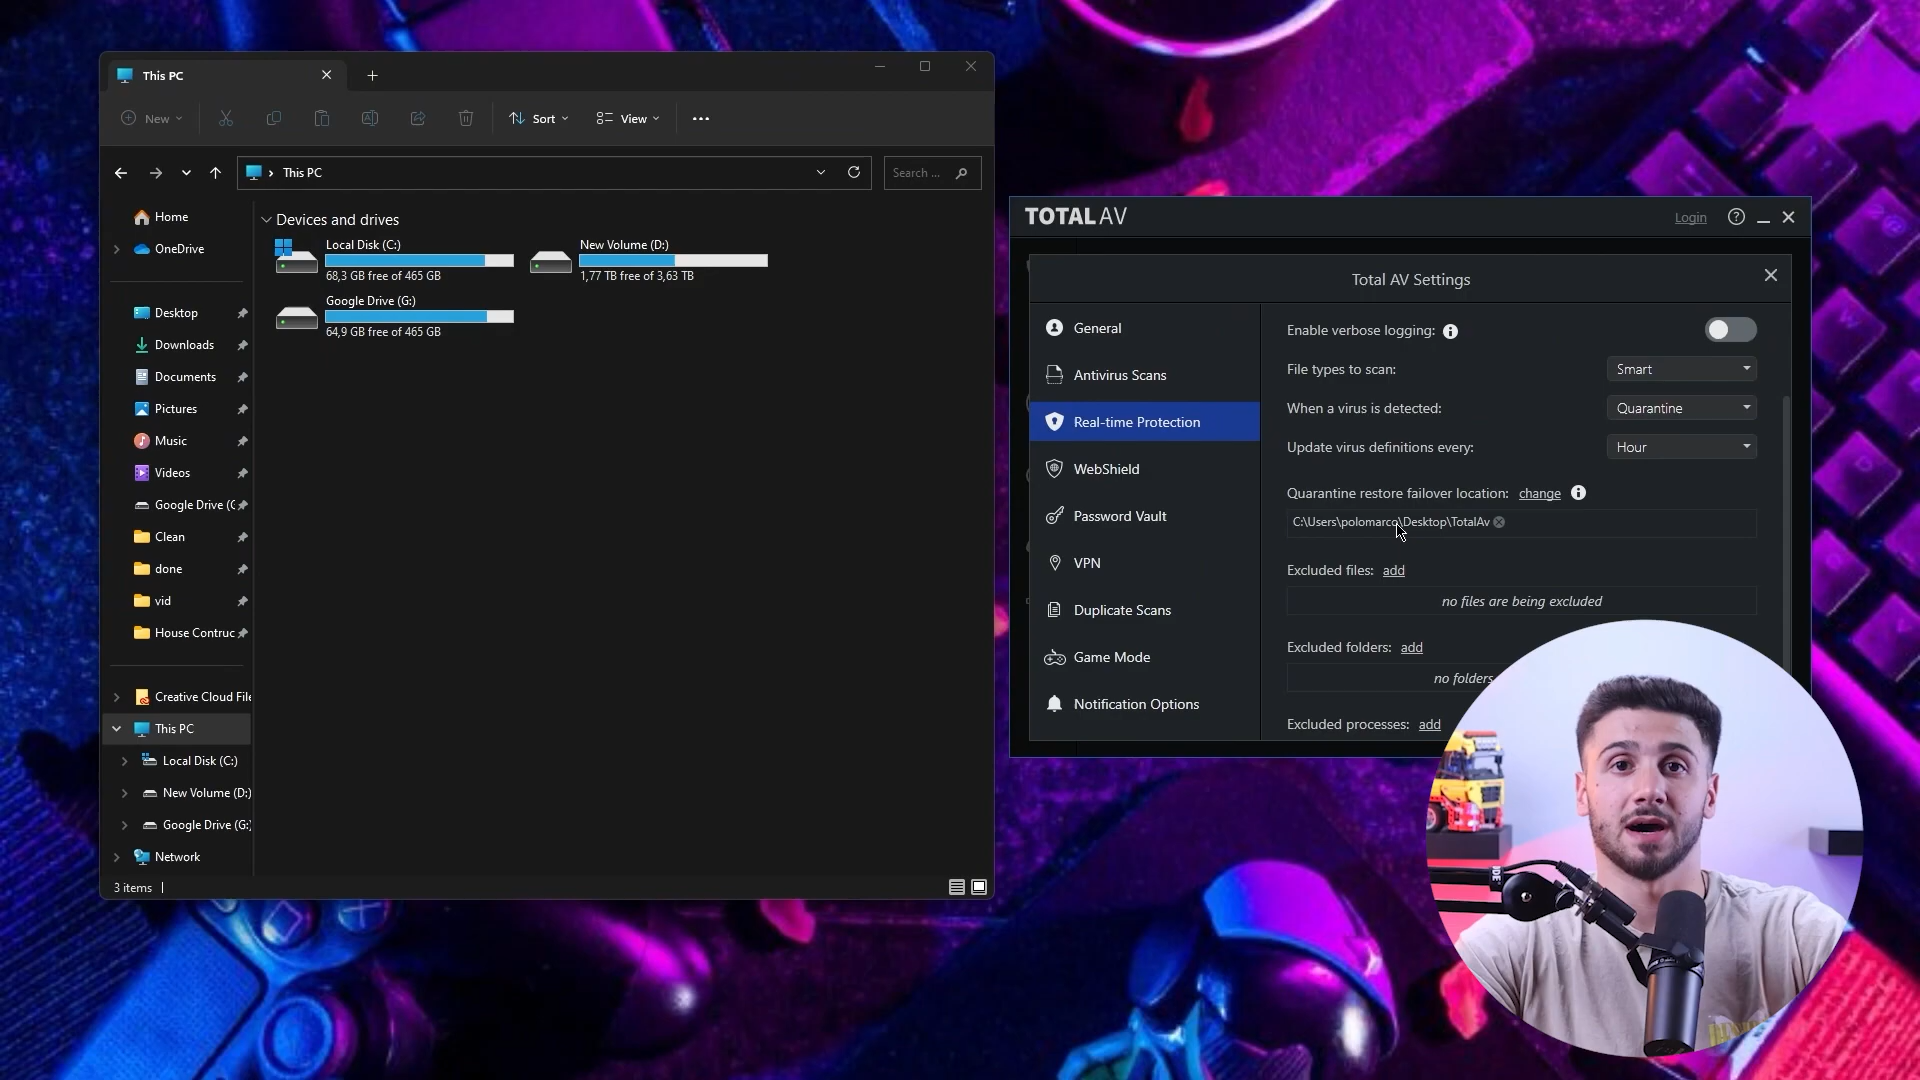 This PC
New
Sort
View
This PC
Search ...
Home
OneDrive
Desktop
Downloads
Documents
Pictures
Music
Videos
Google Drive (G
Clean
done
vid
House Contruc
Creative Cloud File
This PC
Local Disk (C:)
New Volume (D:)
Google Drive (G:)
Network
Devices and drives
Local Disk (C:)
68,3 GB free of 465 GB
New Volume (D:)
1,77 TB free of 3,63 TB
Google Drive (G:)
64,9 GB free of 465 GB
3 items
TOTAL AV
Login
Total AV Settings
General
Antivirus Scans
Real-time Protection
WebShield
Password Vault
VPN
Duplicate Scans
Game Mode
Notification Options
Enable verbose logging:
File types to scan: Smart
When a virus is detected: Quarantine
Update virus definitions every: Hour
Quarantine restore failover location: change
C:\Users\polomarco\Desktop\TotalAv
Excluded files: add
no files are being excluded
Excluded folders: add
no folders
Excluded processes: add